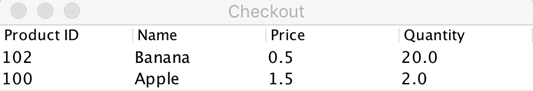 Checkout
Product ID Name Price Quantity
102 Banana 0.5 20.0
100 Apple 1.5 2.0